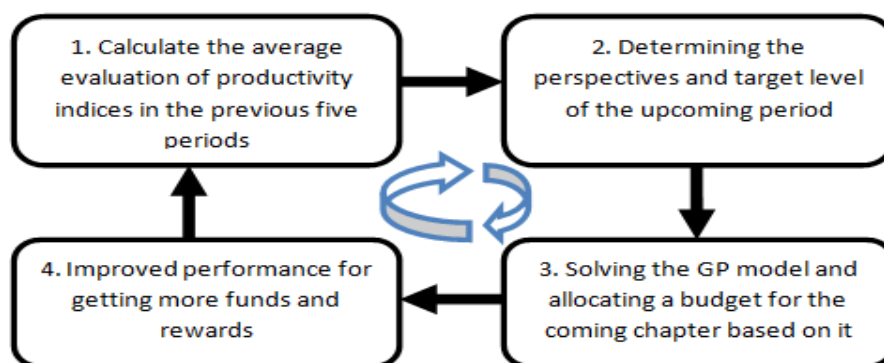 1. Calculate the average
evaluation of productivity
indices in the previous five
periods
2. Determining the
perspectives and target level
of the upcoming period
4. Improved performance for
getting more funds and
rewards
3. Solving the GP model and
allocating a budget for the
coming chapter based on it